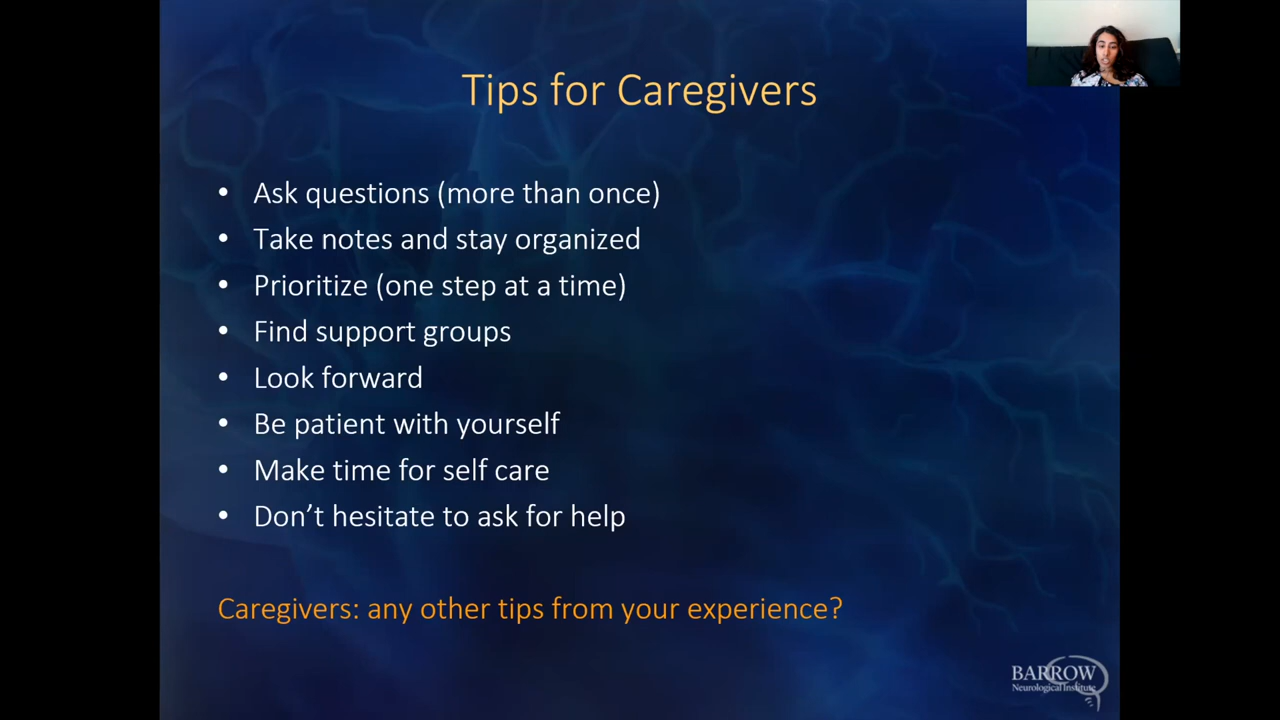 Tips for Caregivers
• Ask questions (more than once)
• Take notes and stay organized
• Prioritize (one step at a time)
• Find support groups
• Look forward
• Be patient with yourself
• Make time for self care
• Don’t hesitate to ask for help
Caregivers: any other tips from your experience?
BARROW
Neurological Institute